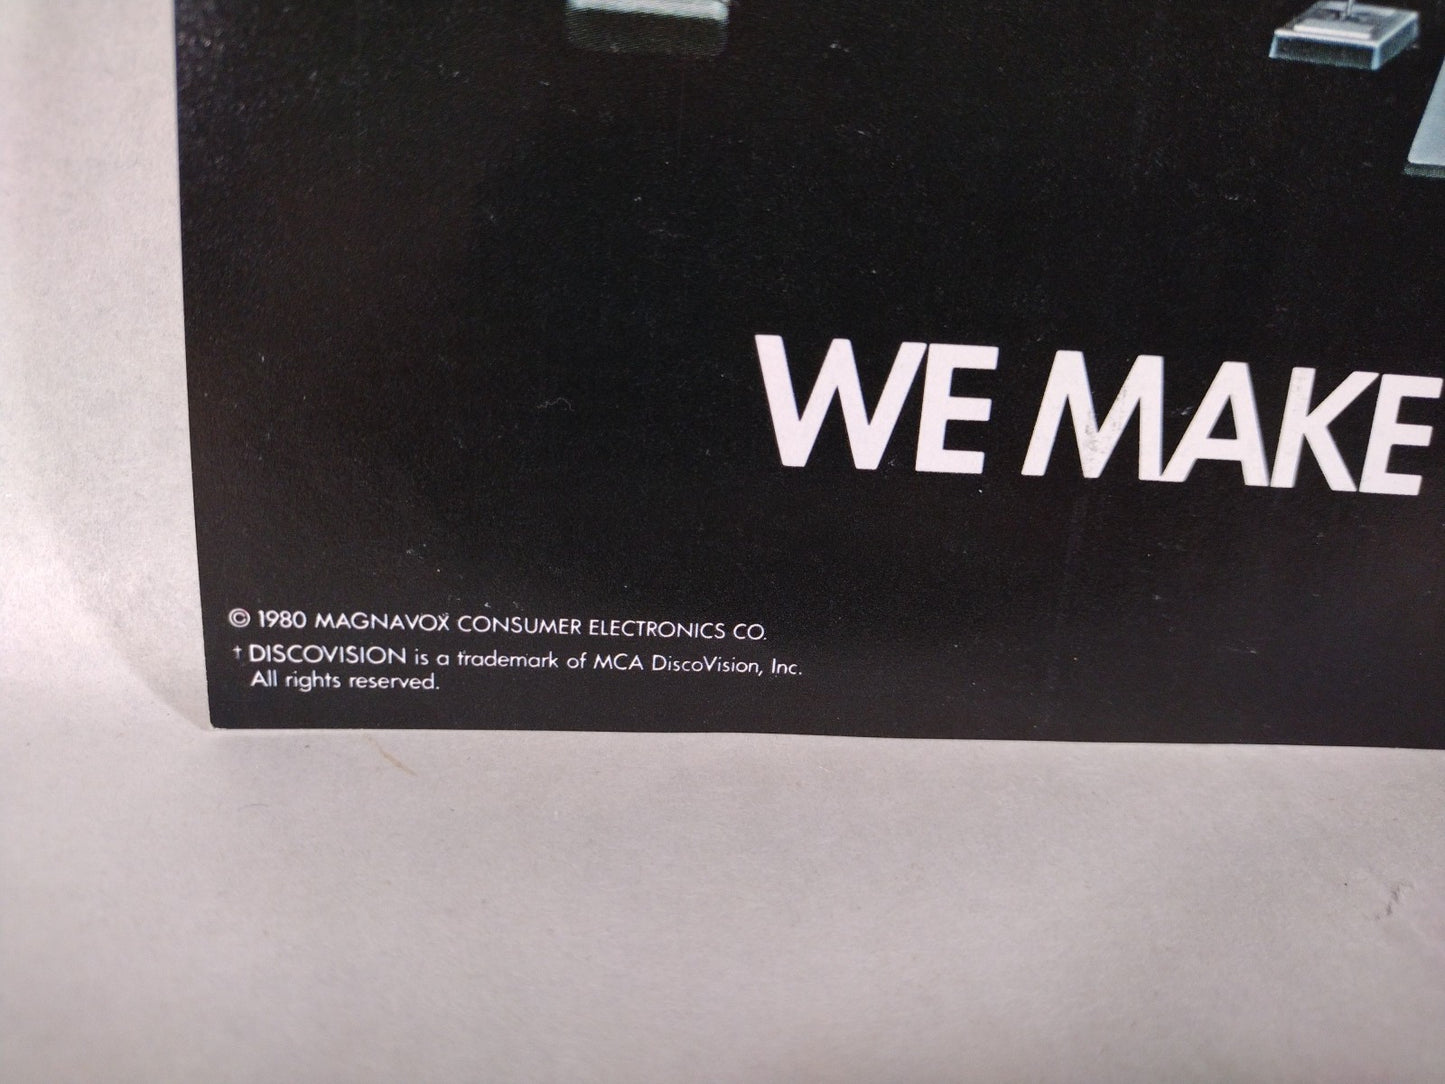 WE MAKE
© 1980 MAGNAVOX CONSUMER ELECTRONICS CO.
† DISCOVISION is a trademark of MCA DiscoVision, Inc.
All rights reserved.